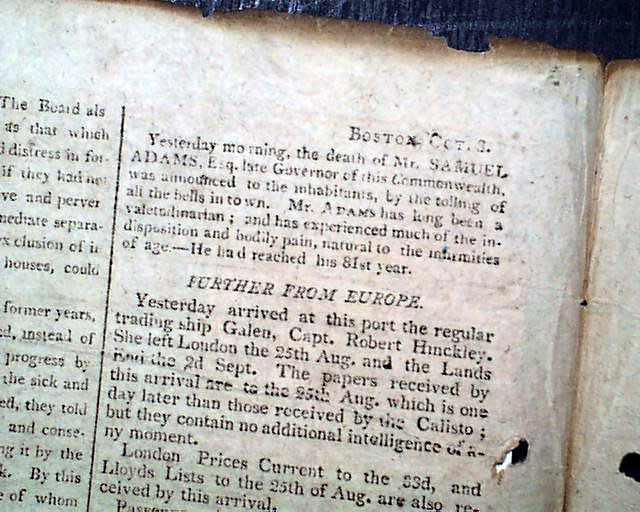 The Board als
as that which
d distress in for-
if they had not
ve and perver
mediate separa-
exclusion of it
houses, could
former years,
ed, instead of
progress by
the sick and
ed, they told
and conse-
ng it by the
k. By this
e of whom
BOSTON, OCT. 3.
Yesterday morning, the death of Mr. SAMUEL
ADAMS, Esq. late Governor of this Commonwealth,
was announced to the inhabitants, by the tolling of
all the bells in town. Mr. ADAMS has long been a
valetudinarian; and has experienced much of the in-
disposition and bodily pain, natural to the infirmities
of age.—He had reached his 81st year.
FURTHER FROM EUROPE.
Yesterday arrived at this port the regular
trading ship Galen, Capt. Robert Hinckley.
She left London the 25th Aug. and the Lands
End the 2d Sept. The papers received by
this arrival are to the 25th Aug. which is one
day later than those received by the Calisto;
but they contain no additional intelligence of a-
ny moment.
London Prices Current to the 23d, and
Lloyds Lists to the 25th of Aug. are also re-
ceived by this arrival.